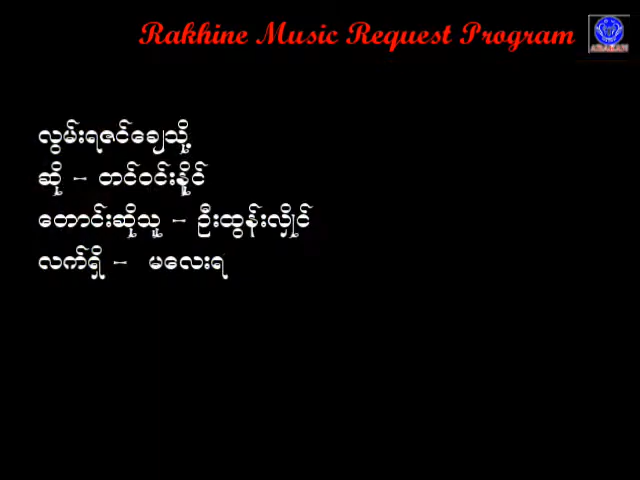 Rakhine Music Request Program
ARAKAN
လွမ်းရဇင်ချေသို့
ဆို – တင်ဝင်းနိုင်
တောင်းဆိုသူ – ဦးထွန်းလှိုင်
လက်ရှိ – မလေးရ